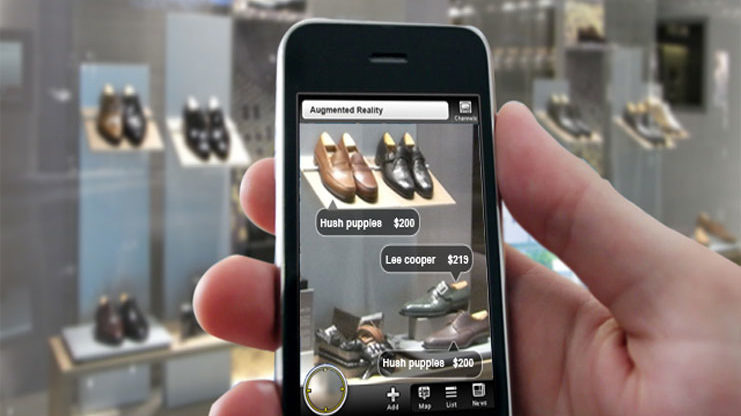 Augmented Reality
Channels
Hush puppies $200
Lee cooper $219
Hush puppies $200
Add Map List News